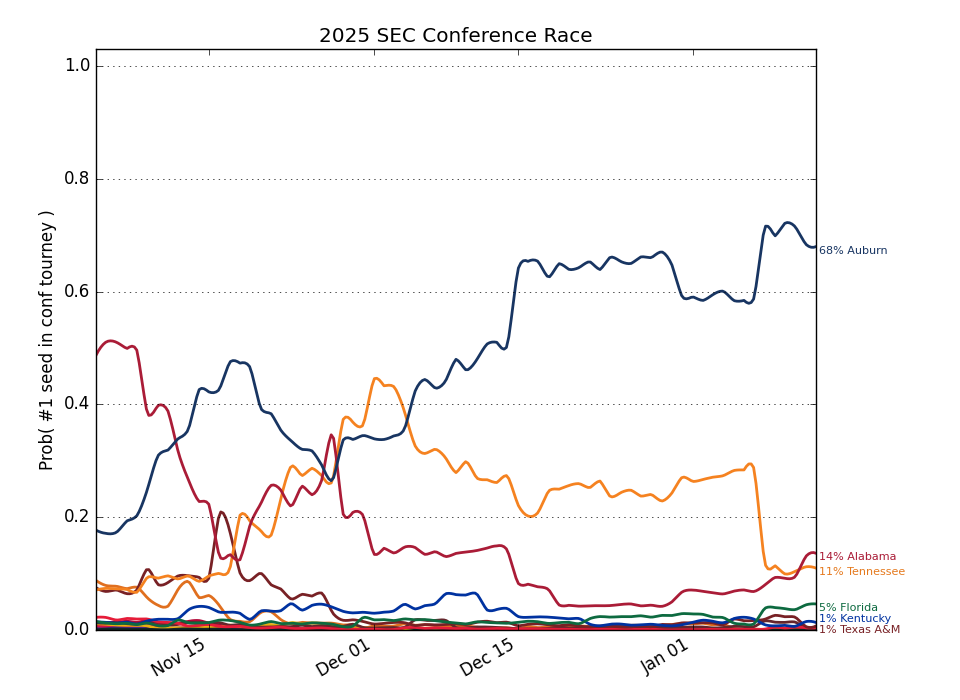 2025 SEC Conference Race
Prob( #1 seed in conf tourney )
1.0
0.8
0.6
0.4
0.2
0.0
Nov 15
Dec 01
Dec 15
Jan 01
68% Auburn
14% Alabama
11% Tennessee
5% Florida
1% Kentucky
1% Texas A&M